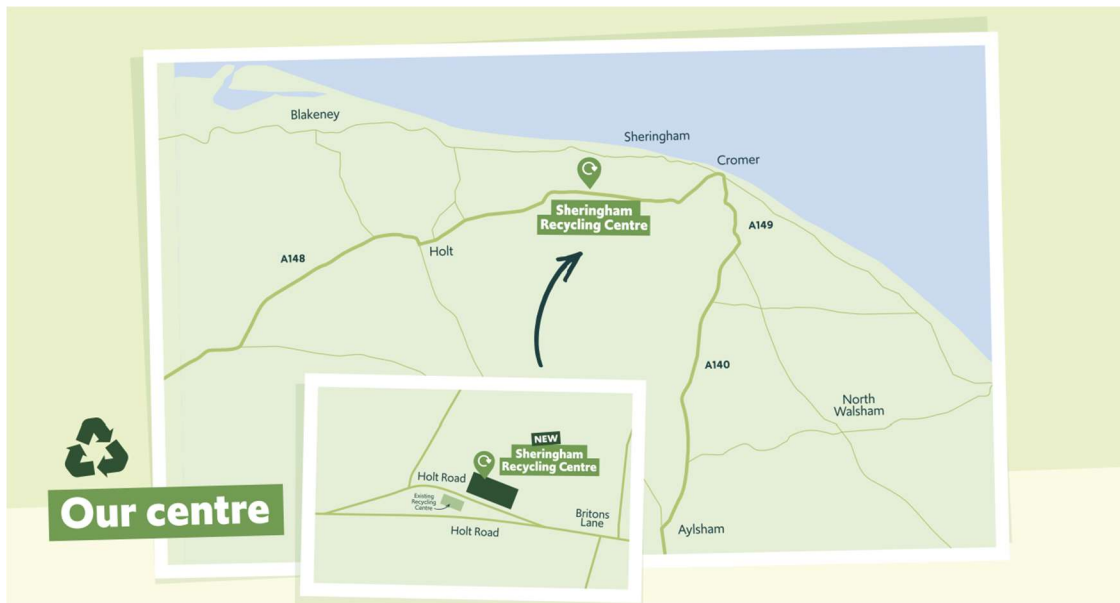 Blakeney
Sheringham
Cromer
Sheringham
Recycling Centre
A149
Holt
A148
A140
North
Walsham
NEW
Sheringham
Recycling Centre
Holt Road
Existing
Recycling
Centre
Britons
Lane
Holt Road
Aylsham
Our centre